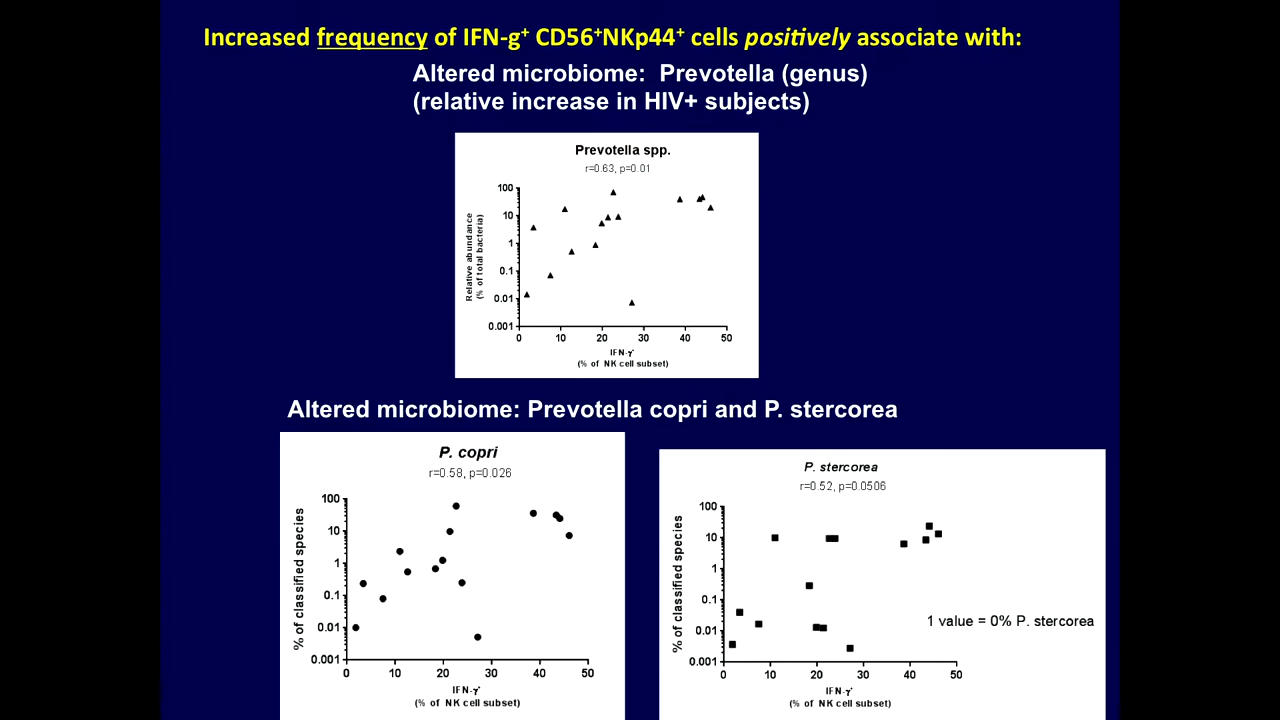 Increased frequency of IFN-g⁺ CD56⁺NKp44⁺ cells positively associate with:
Altered microbiome: Prevotella (genus)
(relative increase in HIV+ subjects)
Prevotella spp.
r=0.63, p=0.01
Relative abundance
(% of total bacteria)
100
10
1
0.1
0.01
0.001
0 10 20 30 40 50
IFN-γ⁺
(% of NK cell subset)
Altered microbiome: Prevotella copri and P. stercorea
P. copri
r=0.58, p=0.026
% of classified species
100
10
1
0.1
0.01
0.001
0 10 20 30 40 50
IFN-γ⁺
(% of NK cell subset)
P. stercorea
r=0.52, p=0.0506
% of classified species
100
10
1
0.1
0.01
0.001
0 10 20 30 40 50
IFN-γ⁺
(% of NK cell subset)
1 value = 0% P. stercorea